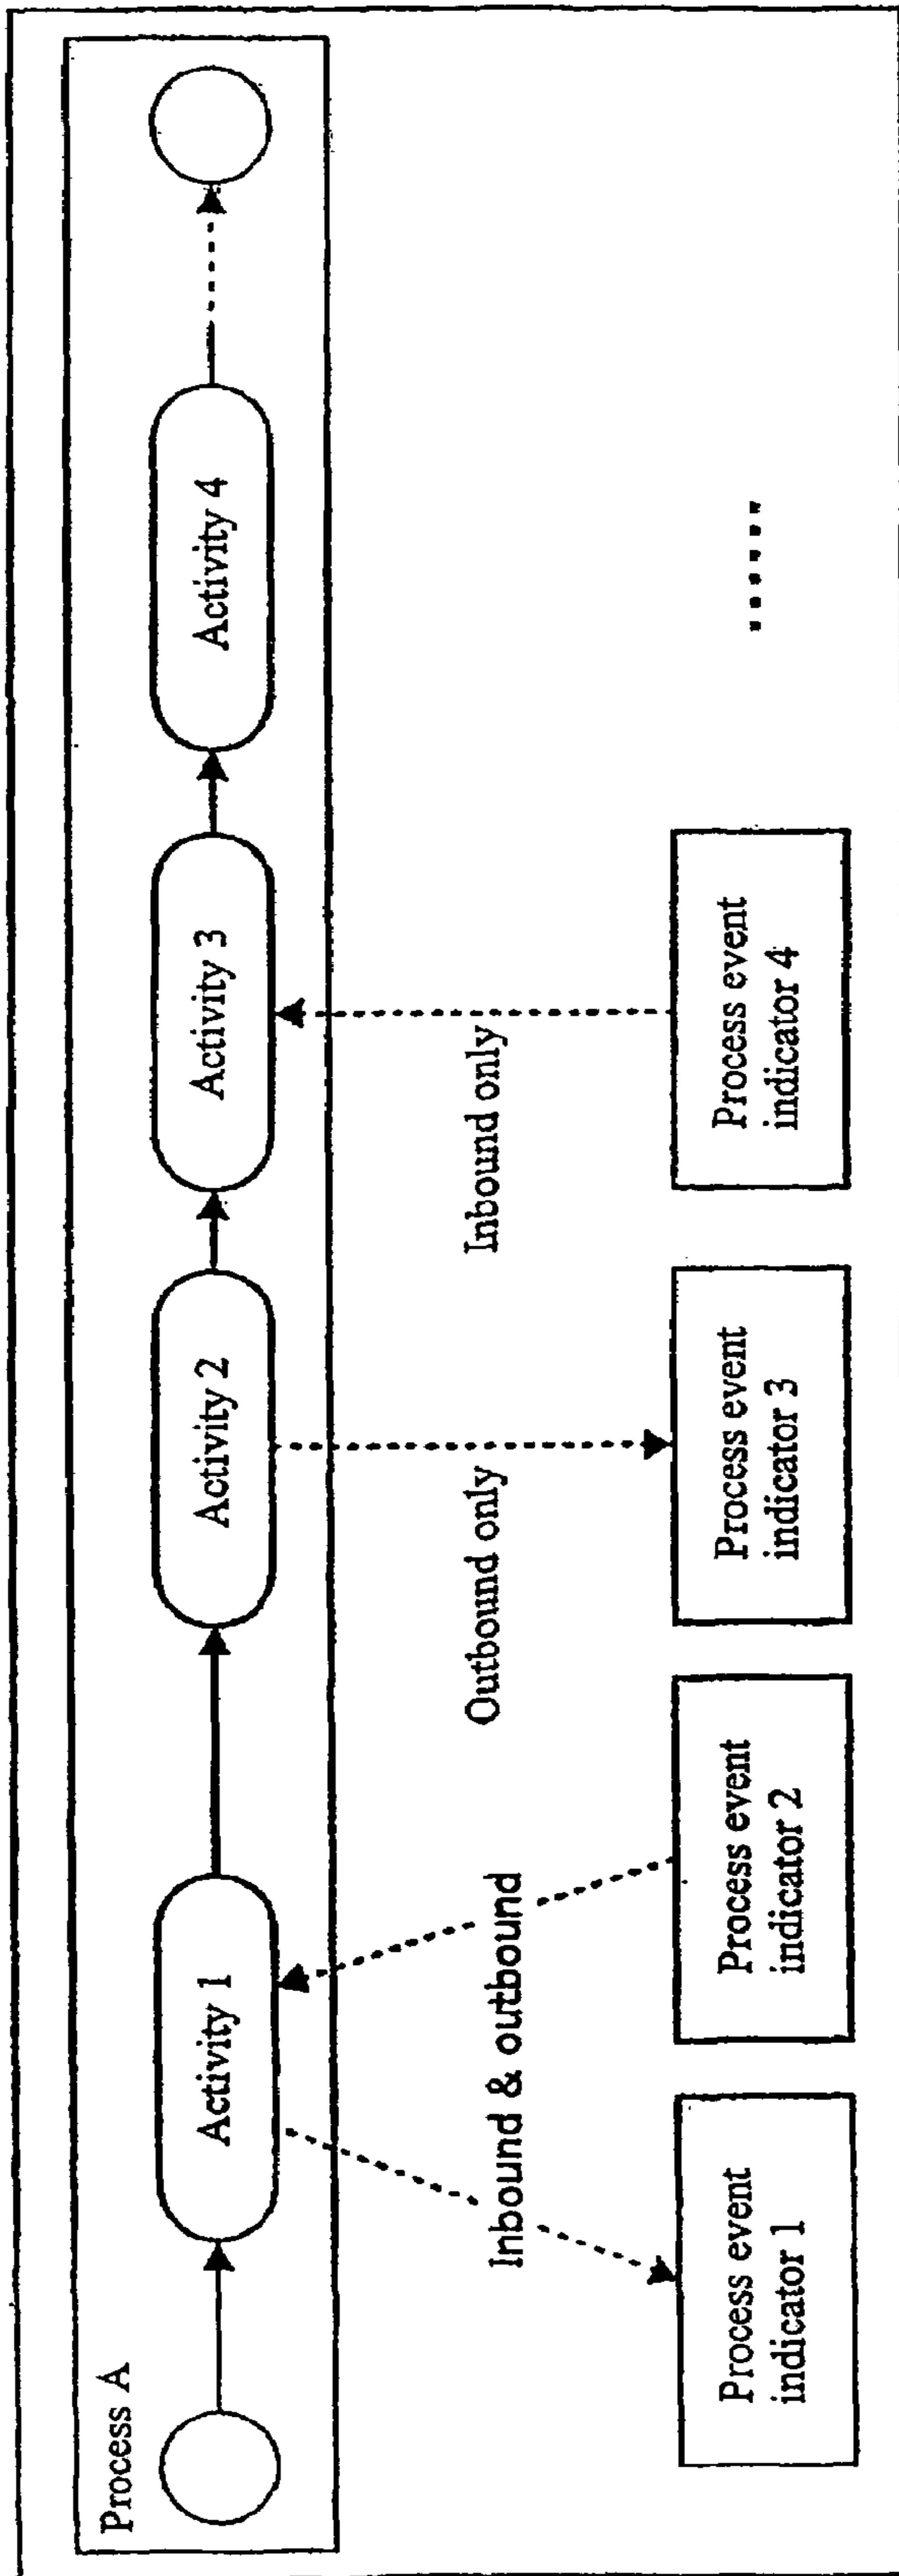 Process A
Activity 1
Activity 2
Activity 3
Activity 4
Inbound & outbound
Outbound only
Inbound only
Process event
indicator 1
Process event
indicator 2
Process event
indicator 3
Process event
indicator 4
......